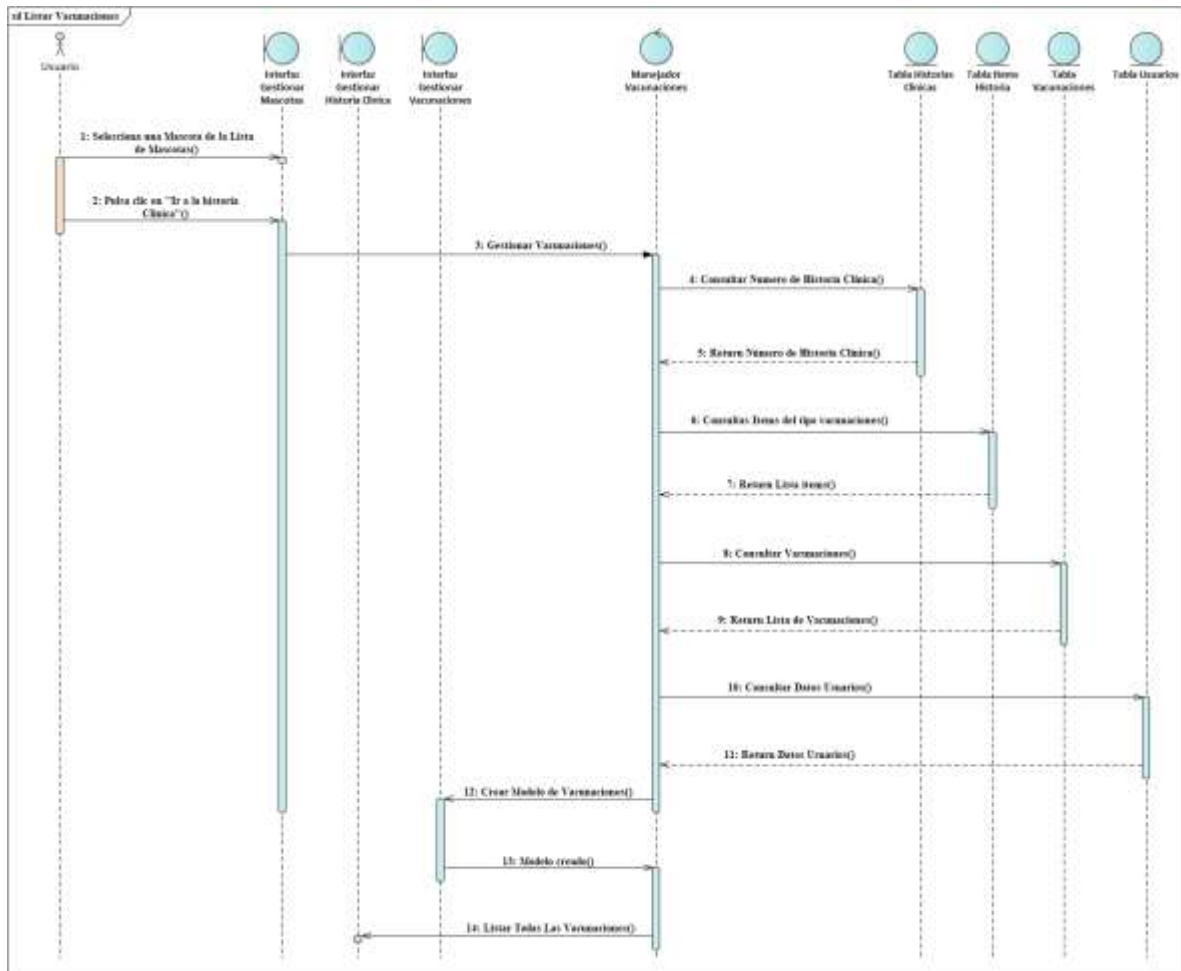 sd Listar Vacunaciones
Usuario
Interfaz
Gestionar
Mascotas
Interfaz
Gestionar
Historia Clinica
Interfaz
Gestionar
Vacunaciones
Manejador
Vacunaciones
Tabla Historias
Clinicas
Tabla Items
Historia
Tabla
Vacunaciones
Tabla Usuarios
1: Selecciona una Mascota de la Lista
de Mascotas()
2: Pulsa clic en "Ir a la historia
Clinica"()
3: Gestionar Vacunaciones()
4: Consultar Numero de Historia Clinica()
5: Return Número de Historia Clinica()
6: Consultas Items del tipo vacunaciones()
7: Return Lista items()
8: Consultar Vacunaciones()
9: Return Lista de Vacunaciones()
10: Consultar Datos Usuarios()
11: Return Datos Usuarios()
12: Crear Modelo de Vacunaciones()
13: Modelo creado()
14: Listar Todas Las Vacunaciones()